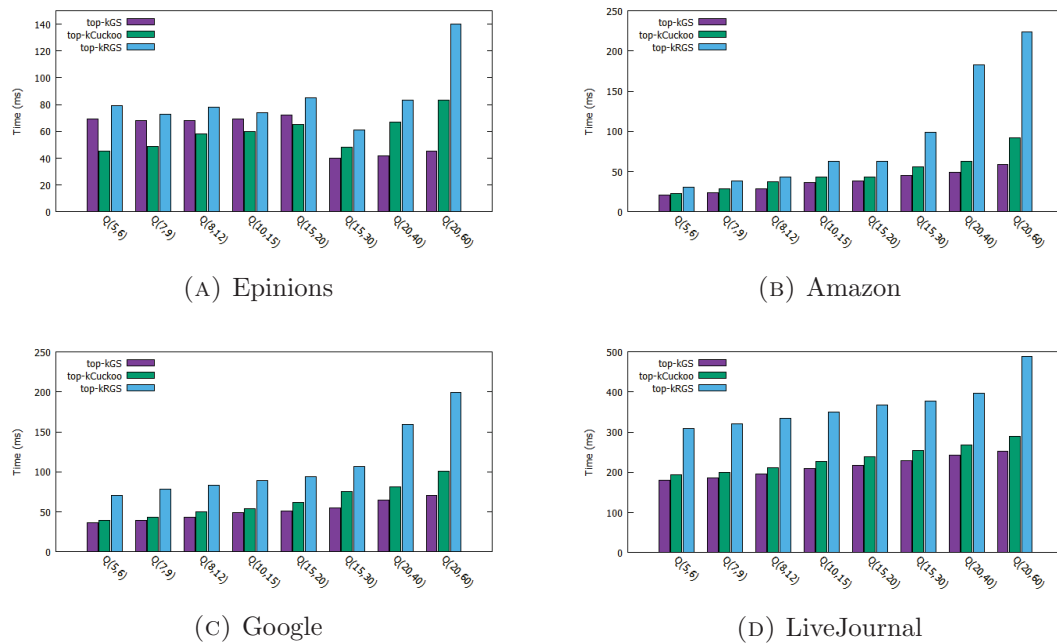 top-kGS
top-kCuckoo
top-kRGS
Time (ms)
140
120
100
80
60
40
20
0
Q(5,6) Q(7,9) Q(8,12) Q(10,15) Q(15,20) Q(15,30) Q(20,40) Q(20,60)
(A) Epinions
top-kGS
top-kCuckoo
top-kRGS
Time (ms)
250
200
150
100
50
0
Q(5,6) Q(7,9) Q(8,12) Q(10,15) Q(15,20) Q(15,30) Q(20,40) Q(20,60)
(B) Amazon
top-kGS
top-kCuckoo
top-kRGS
Time (ms)
250
200
150
100
50
0
Q(5,6) Q(7,9) Q(8,12) Q(10,15) Q(15,20) Q(15,30) Q(20,40) Q(20,60)
(C) Google
top-kGS
top-kCuckoo
top-kRGS
Time (ms)
500
400
300
200
100
0
Q(5,6) Q(7,9) Q(8,12) Q(10,15) Q(15,20) Q(15,30) Q(20,40) Q(20,60)
(D) LiveJournal